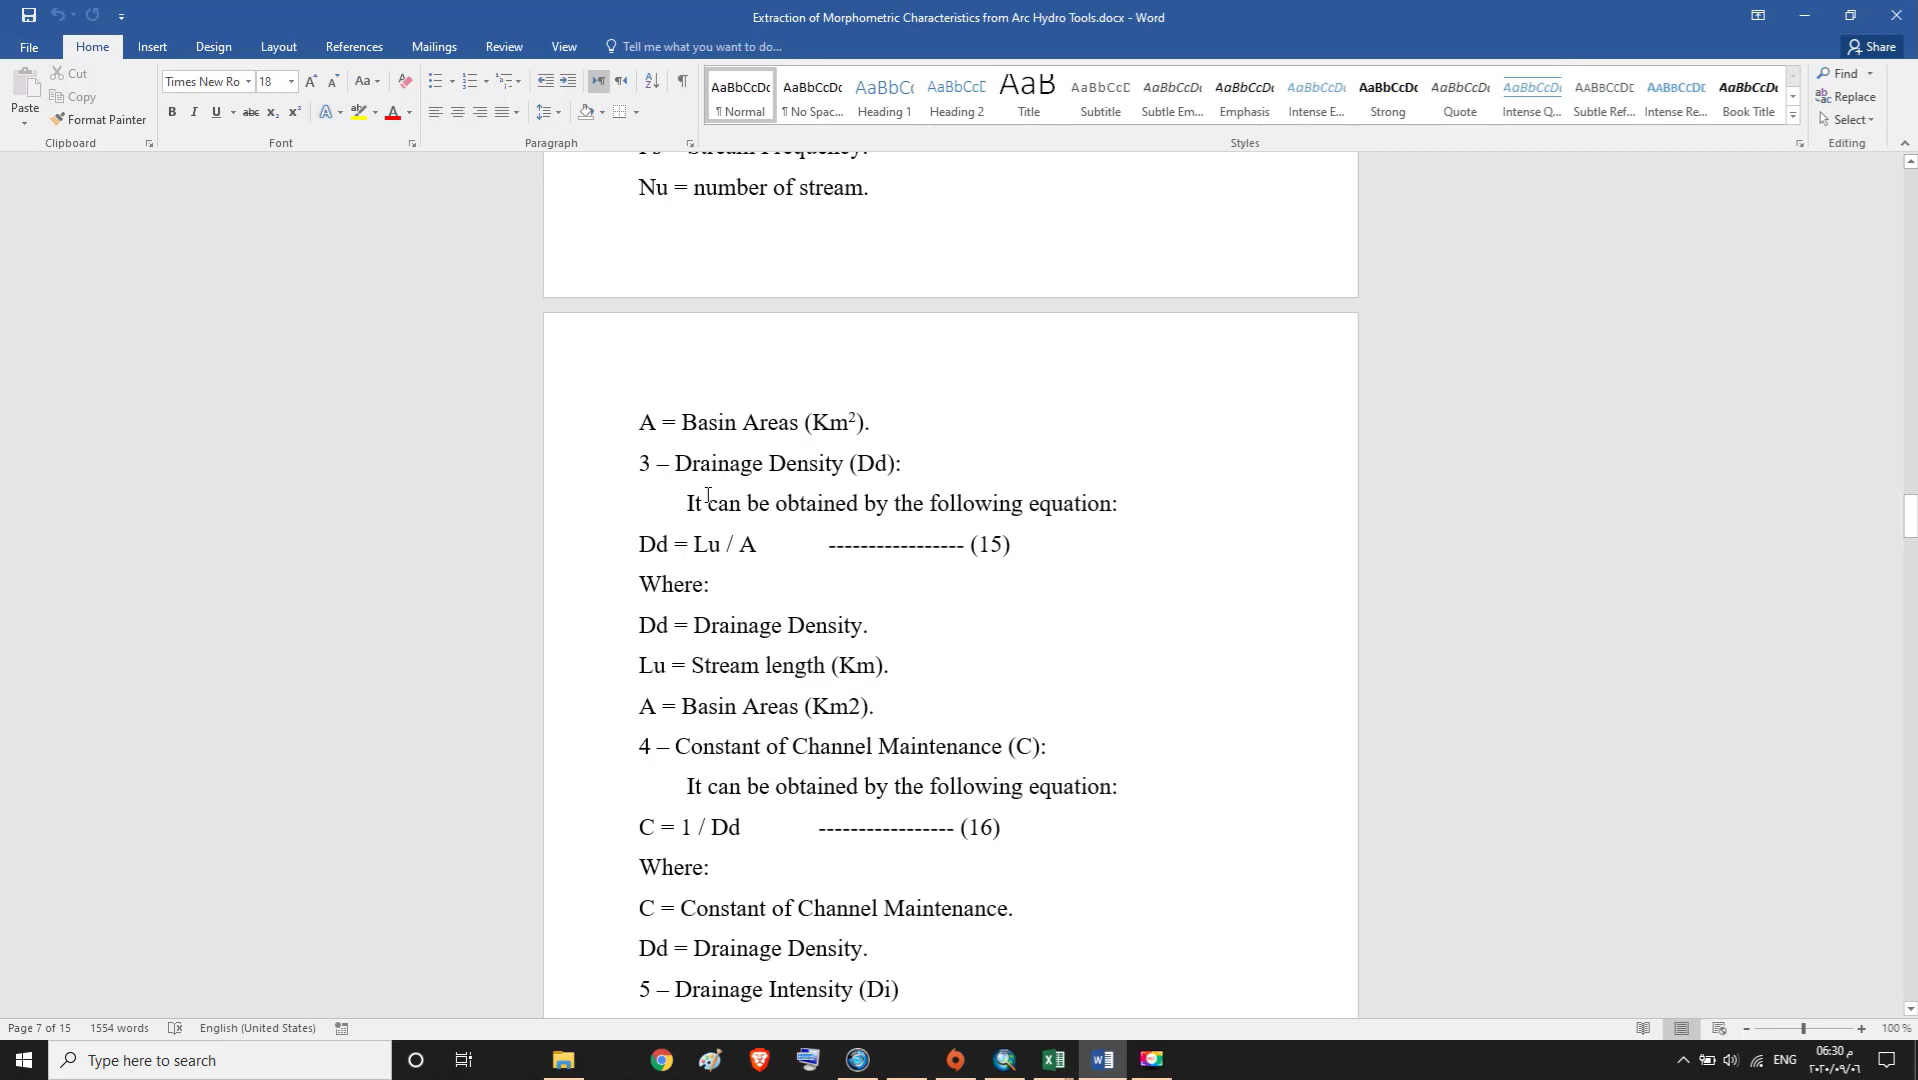 Extraction of Morphometric Characteristics from Arc Hydro Tools.docx - Word
File Home Insert Design Layout References Mailings Review View Tell me what you want to do... Share
Paste Cut Copy Format Painter
Times New Ro 18
AaBbCcDc AaBbCcDc AaBbCc AaBbCcE AaB AaBbCcC AaBbCcDc AaBbCcDc AaBbCcDc AaBbCcDc AaBbCcDc AaBbCcDc AABBCCDE AABBCCDE AaBbCcDc
¶ Normal ¶ No Spac... Heading 1 Heading 2 Title Subtitle Subtle Em... Emphasis Intense E... Strong Quote Intense Q... Subtle Ref... Intense Re... Book Title
Find Replace Select
Clipboard Font Paragraph Styles Editing
Stream Frequency.
Nu = number of stream.
A = Basin Areas (Km²).
3 – Drainage Density (Dd):
It can be obtained by the following equation:
Dd = Lu / A ----------------- (15)
Where:
Dd = Drainage Density.
Lu = Stream length (Km).
A = Basin Areas (Km2).
4 – Constant of Channel Maintenance (C):
It can be obtained by the following equation:
C = 1 / Dd ----------------- (16)
Where:
C = Constant of Channel Maintenance.
Dd = Drainage Density.
5 – Drainage Intensity (Di)
Page 7 of 15 1554 words English (United States) 100 %
Type here to search ENG 06:30 م
٢٠٢٠/٠٩/٠٦